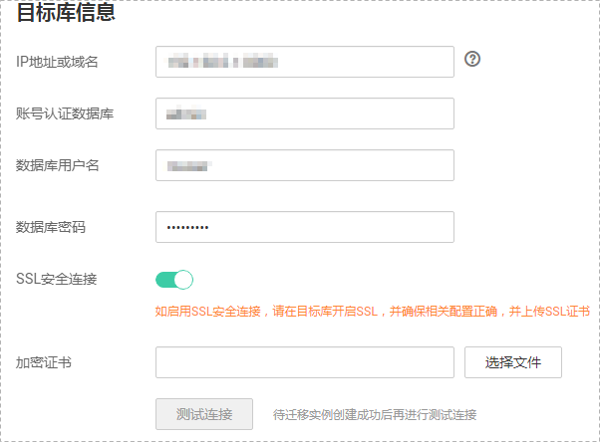 目标库信息
IP地址或域名
账号认证数据库
数据库用户名
数据库密码 •••••••••
SSL安全连接
如启用SSL安全连接，请在目标库开启SSL，并确保相关配置正确，并上传SSL证书
加密证书 选择文件
测试连接 待迁移实例创建成功后再进行测试连接